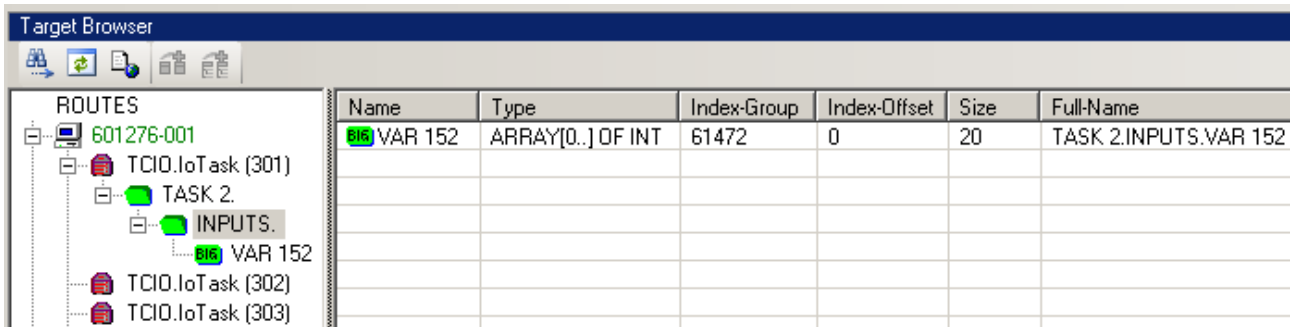 Target Browser
ROUTES
601276-001
TCIO.IoTask (301)
TASK 2.
INPUTS.
BIG VAR 152
TCIO.IoTask (302)
TCIO.IoTask (303)
Name Type Index-Group Index-Offset Size Full-Name
BIG VAR 152 ARRAY[0..] OF INT 61472 0 20 TASK 2.INPUTS.VAR 152